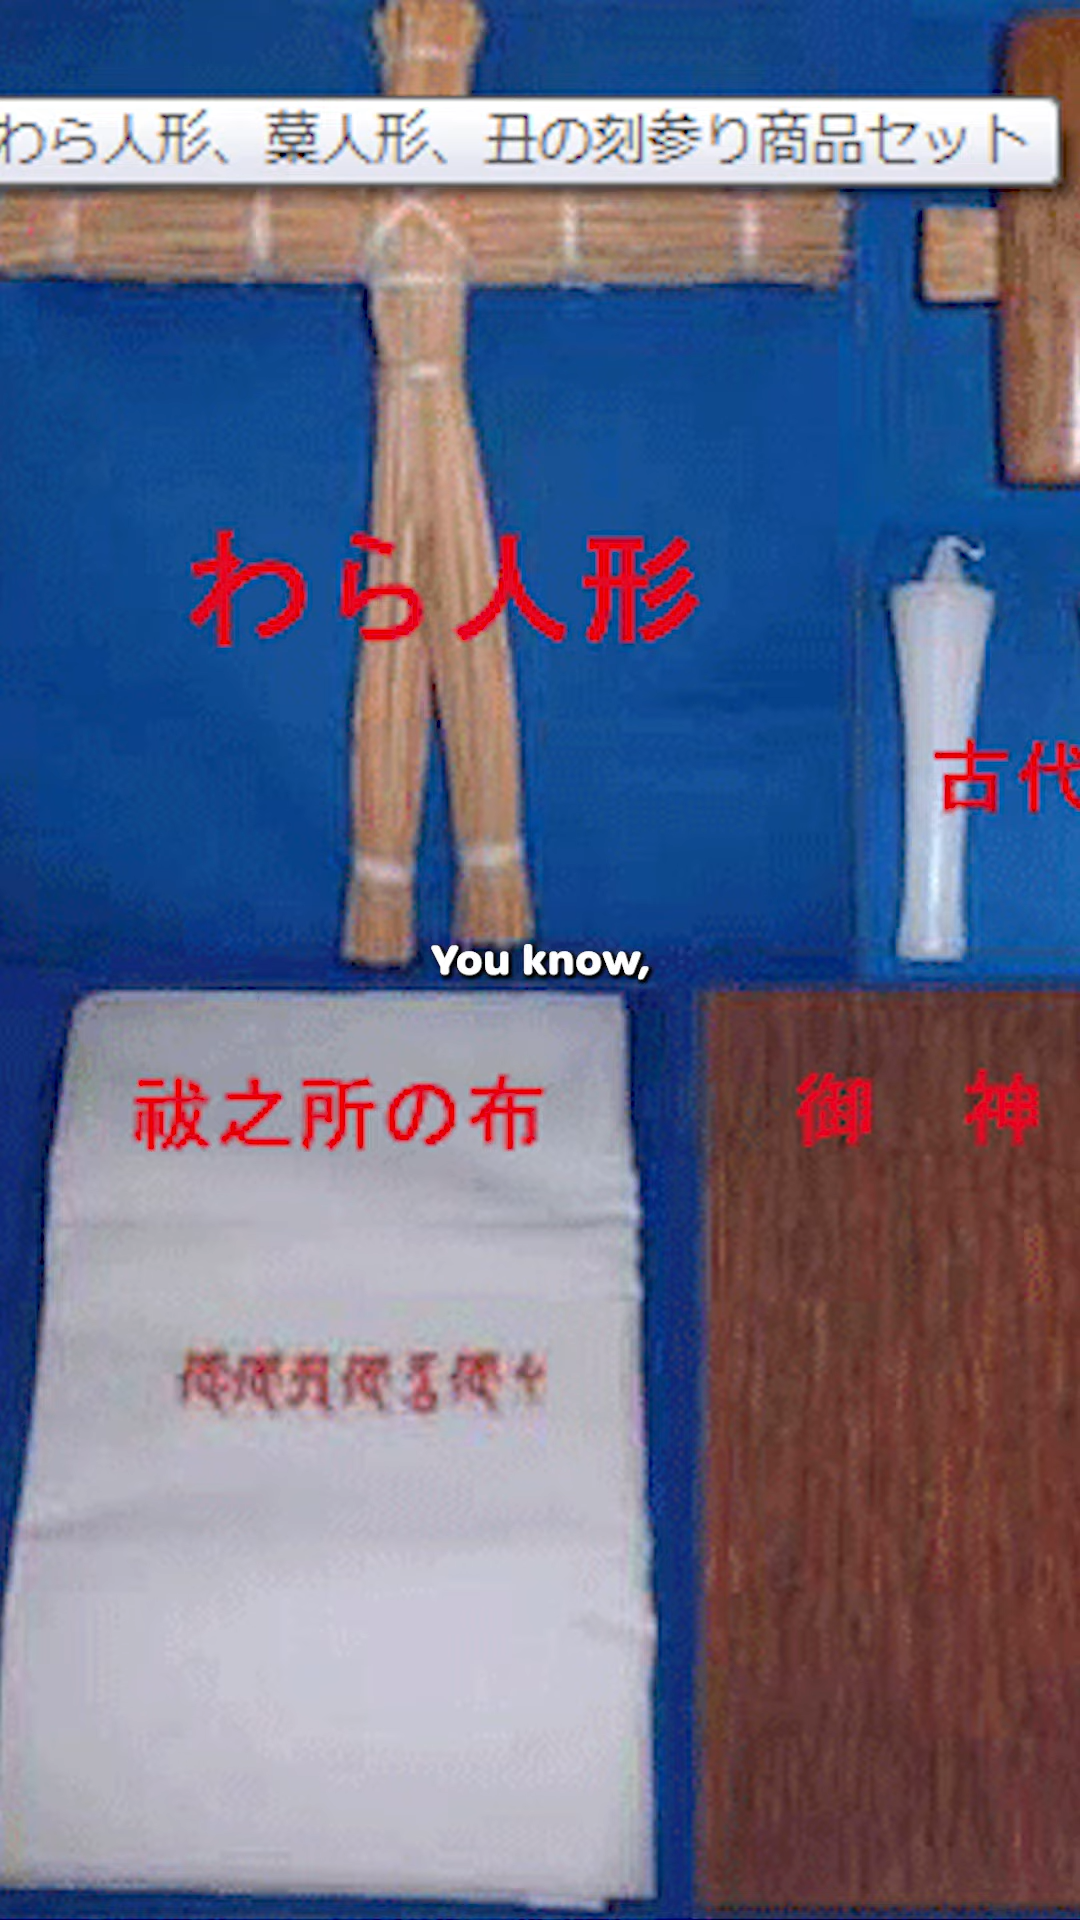 わら人形、藁人形、丑の刻参り商品セット
わら人形
古代
You know,
祓之所の布
御 神